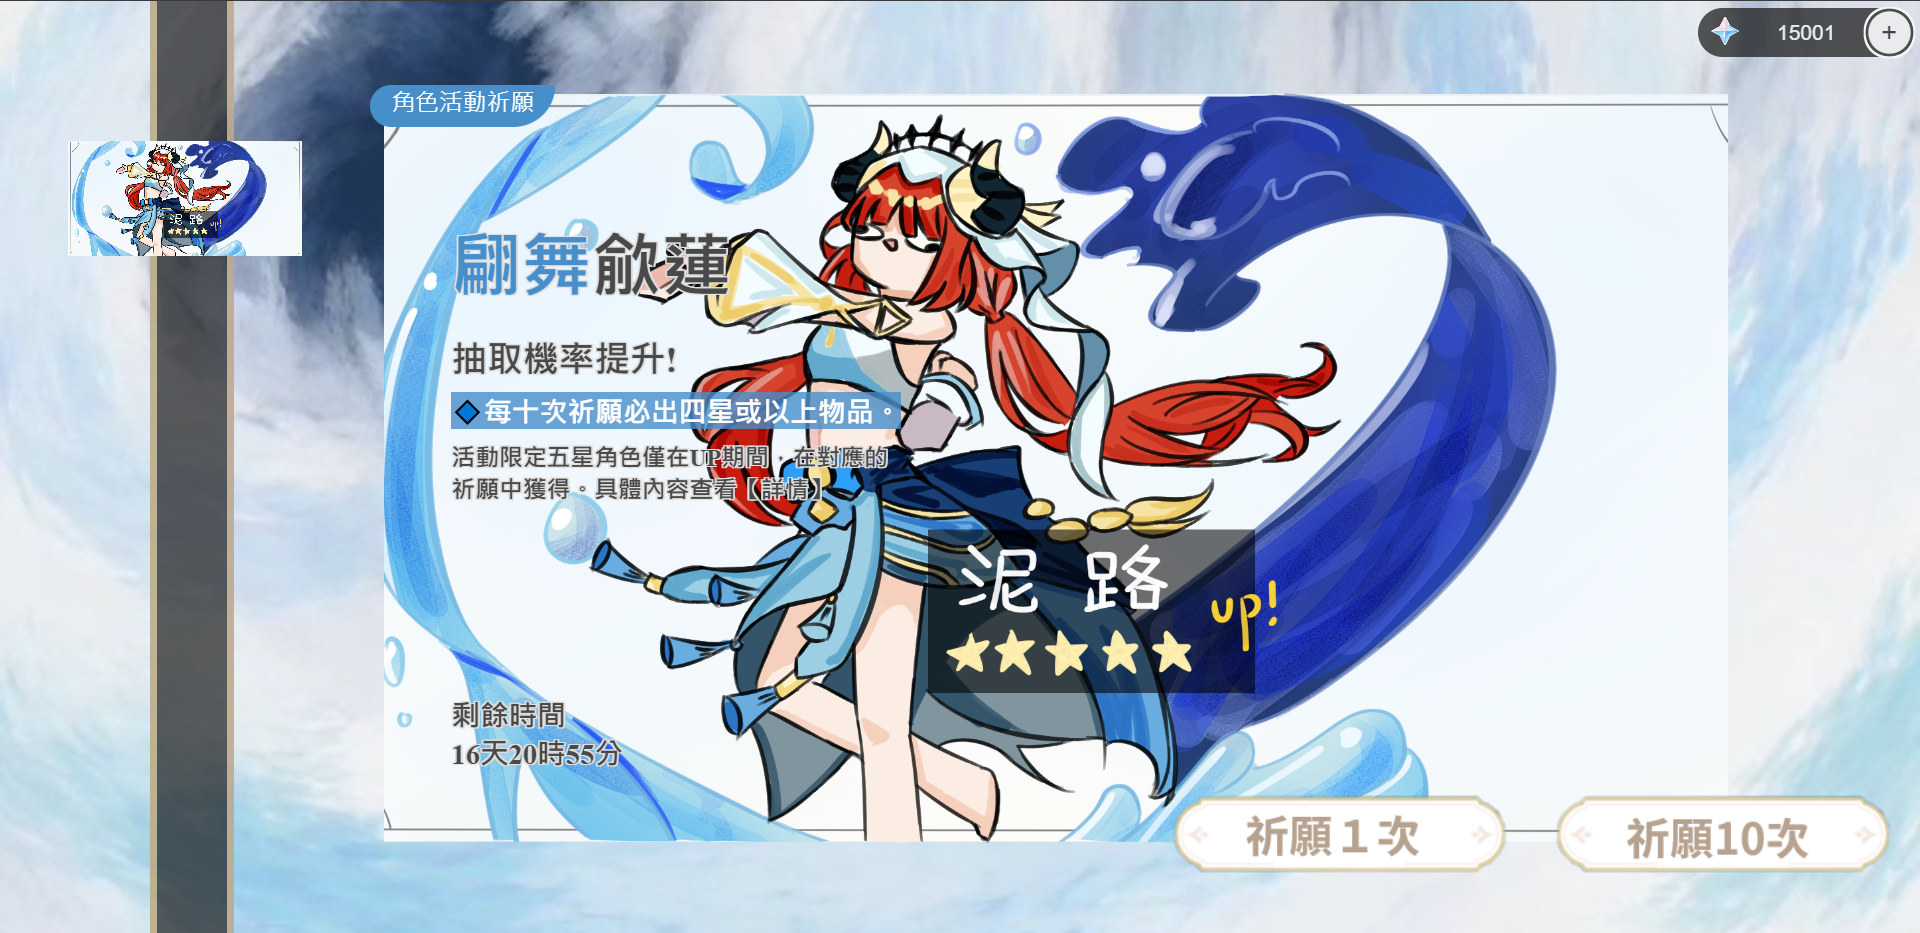 15001
+
角色活動祈願
翩舞歈蓮
抽取機率提升!
每十次祈願必出四星或以上物品。
活動限定五星角色僅在UP期間，在對應的
祈願中獲得。具體內容查看【詳情】
泥路
up!
剩餘時間
16天20時55分
祈願1次
祈願10次
泥路
up!